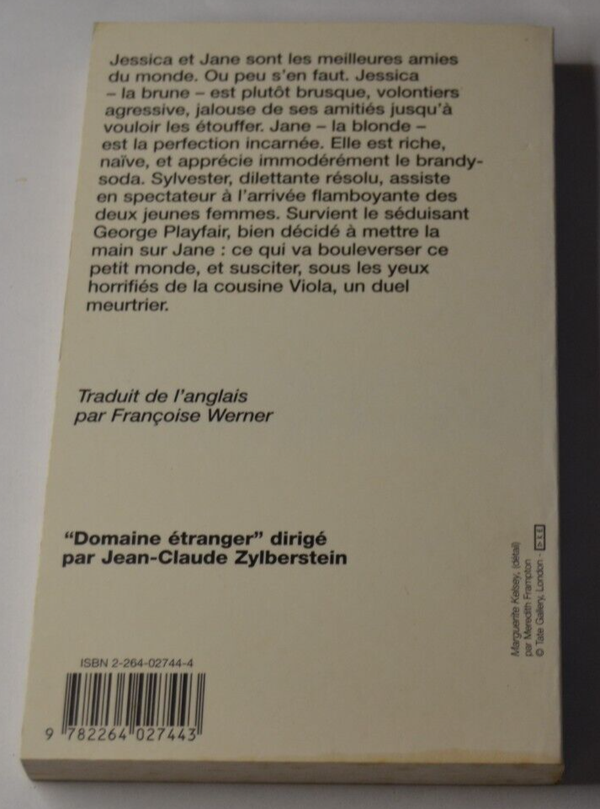 Jessica et Jane sont les meilleures amies
du monde. Ou peu s'en faut. Jessica
– la brune – est plutôt brusque, volontiers
agressive, jalouse de ses amitiés jusqu'à
vouloir les étouffer. Jane – la blonde –
est la perfection incarnée. Elle est riche,
naïve, et apprécie immodérément le brandy-
soda. Sylvester, dilettante résolu, assiste
en spectateur à l'arrivée flamboyante des
deux jeunes femmes. Survient le séduisant
George Playfair, bien décidé à mettre la
main sur Jane : ce qui va bouleverser ce
petit monde, et susciter, sous les yeux
horrifiés de la cousine Viola, un duel
meurtrier.
Traduit de l'anglais
par Françoise Werner
“Domaine étranger” dirigé
par Jean-Claude Zylberstein
Marguerite Kelsey, (détail)
par Meredith Frampton
© Tate Gallery, London -
ISBN 2-264-02744-4
9 782264 027443